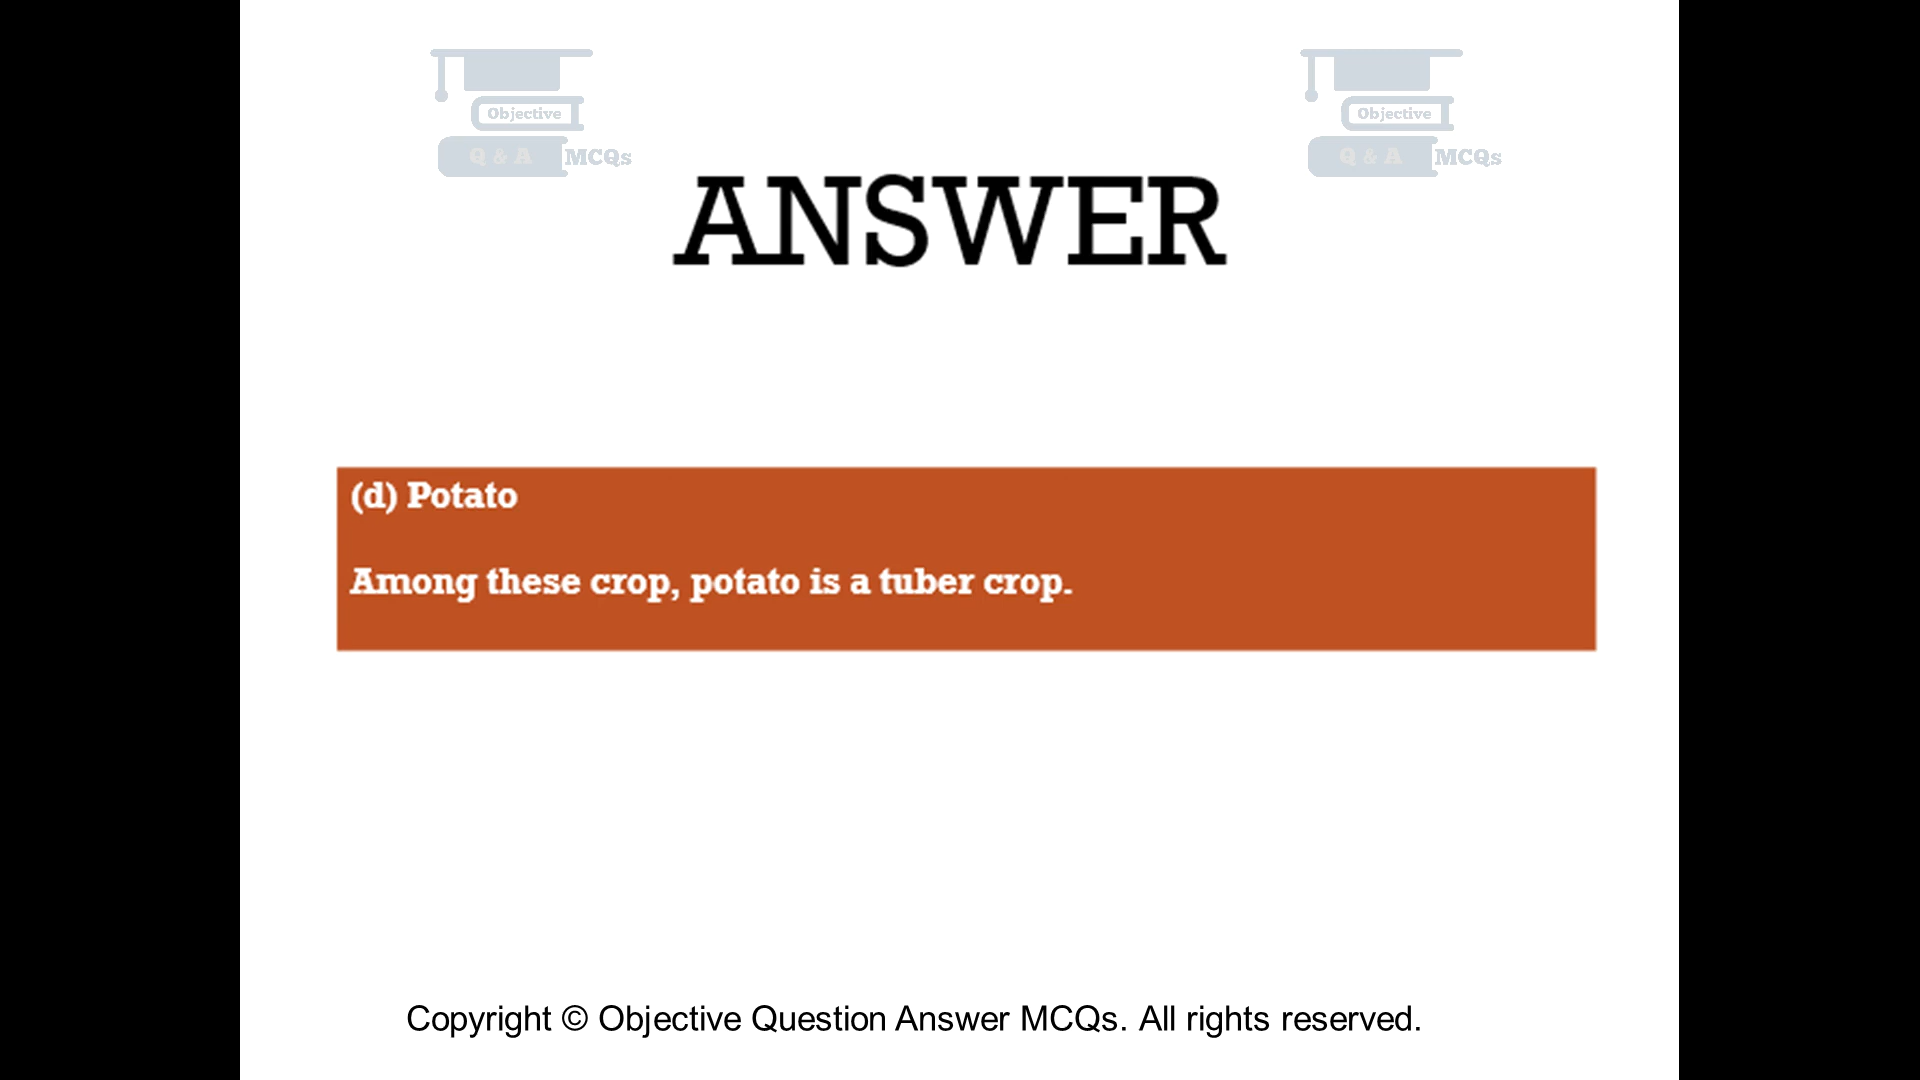 Objective
Q & A MCQs
Objective
Q & A MCQs
ANSWER
(d) Potato
Among these crop, potato is a tuber crop.
Copyright © Objective Question Answer MCQs. All rights reserved.